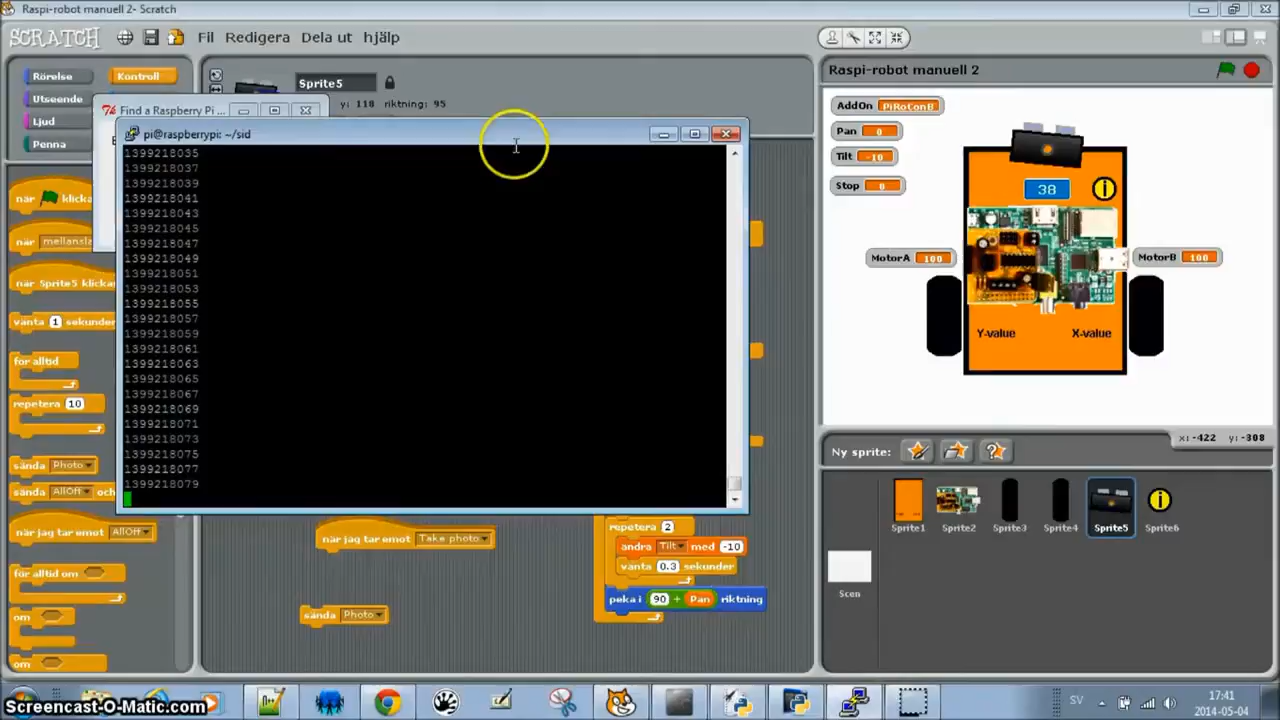 Raspi-robot manuell 2- Scratch
SCRATCH
Fil Redigera Dela ut hjälp
Rörelse
Kontroll
Utseende
Ljud
Penna
Sprite5
y: 118 riktning: 95
Find a Raspberry Pi ...
pi@raspberrypi: ~/sid
1399218035
1399218037
1399218039
1399218041
1399218043
1399218045
1399218047
1399218049
1399218051
1399218053
1399218055
1399218057
1399218059
1399218061
1399218063
1399218065
1399218067
1399218069
1399218071
1399218073
1399218075
1399218077
1399218079
när klicka
när mellansla
när Sprite5 klicka
vänta 1 sekunder
för alltid
repetera 10
sända Photo
sända AllOff oc
när jag tar emot AllOff
för alltid om
om
om
när jag tar emot Take photo
sända Photo
repetera 2
ändra Tilt med -10
vänta 0.3 sekunder
peka i 90 + Pan riktning
Raspi-robot manuell 2
AddOn PiRoConB
Pan 0
Tilt -10
Stop 0
38
i
MotorA 100
MotorB 100
Y-value X-value
x: -422 y: -308
Ny sprite:
Sprite1
Sprite2
Sprite3
Sprite4
Sprite5
Sprite6
Scen
SV
17:41
2014-05-04
Screencast-O-Matic.com